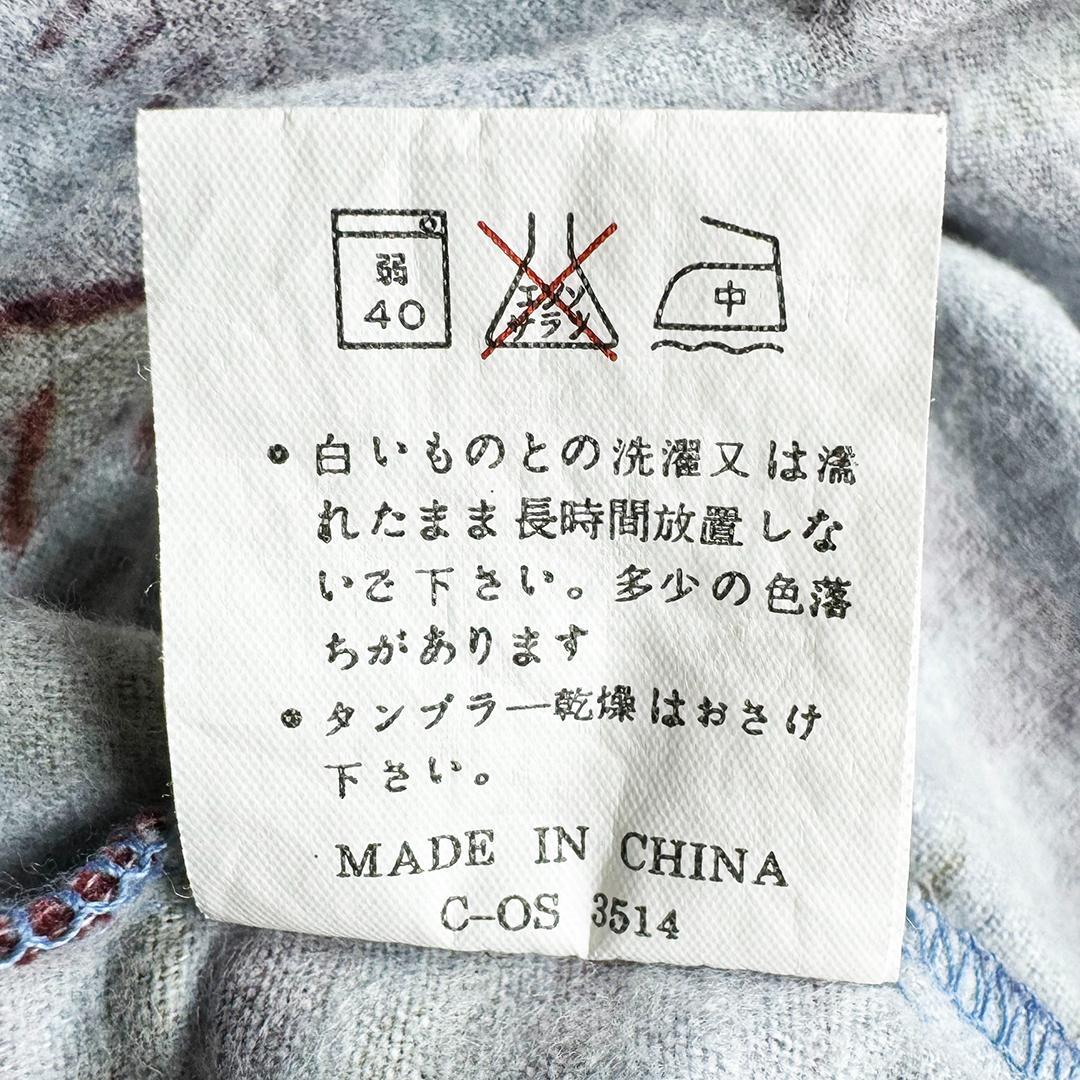 弱
40
エンソ
サラシ
中
• 白いものとの洗濯又は濡
れたまま長時間放置しな
いで下さい。多少の色落
ちがあります
• タンブラー乾燥はおさけ
下さい。
MADE IN CHINA
C-OS 3514